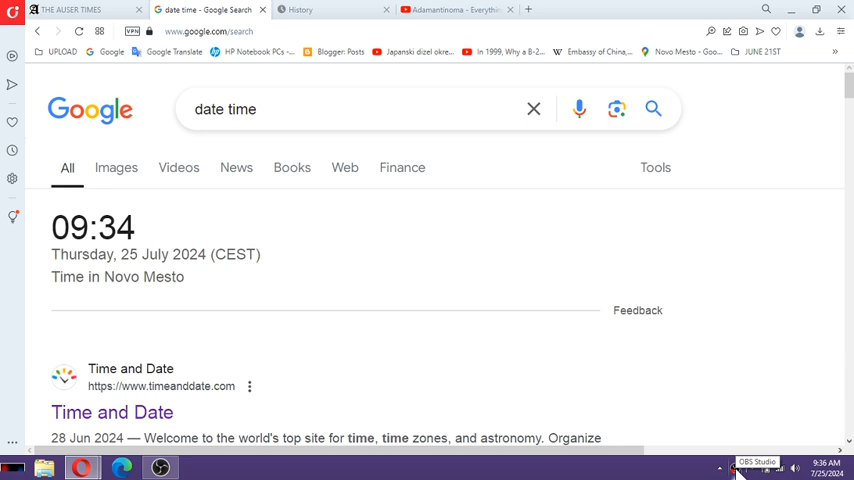 THE AUSER TIMES
date time - Google Search
History
Adamantinoma - Everythin
VPN
www.google.com/search
UPLOAD
Google
Google Translate
HP Notebook PCs -...
Blogger: Posts
Japanski dizel okre...
In 1999, Why a B-2...
Embassy of China,...
Novo Mesto – Goo...
JUNE 21ST
Google
date time
All
Images
Videos
News
Books
Web
Finance
Tools
09:34
Thursday, 25 July 2024 (CEST)
Time in Novo Mesto
Feedback
Time and Date
https://www.timeanddate.com
Time and Date
28 Jun 2024 — Welcome to the world's top site for time, time zones, and astronomy. Organize
OBS Studio
9:36 AM
7/25/2024